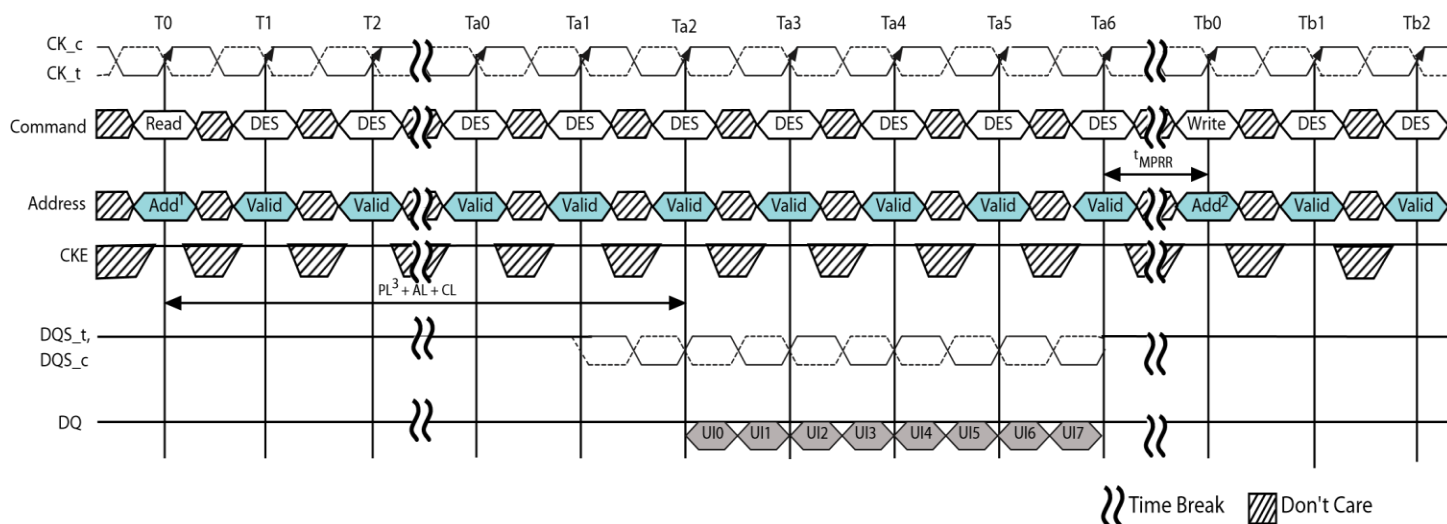 T0 T1 T2 Ta0 Ta1 Ta2 Ta3 Ta4 Ta5 Ta6 Tb0 Tb1 Tb2
CK_c
CK_t
Command Read DES DES DES DES DES DES DES DES DES Write DES DES
tMPRR
Address Add1 Valid Valid Valid Valid Valid Valid Valid Valid Valid Add2 Valid Valid
CKE
PL3 + AL + CL
DQS_t,
DQS_c
DQ UI0 UI1 UI2 UI3 UI4 UI5 UI6 UI7
Time Break Don't Care